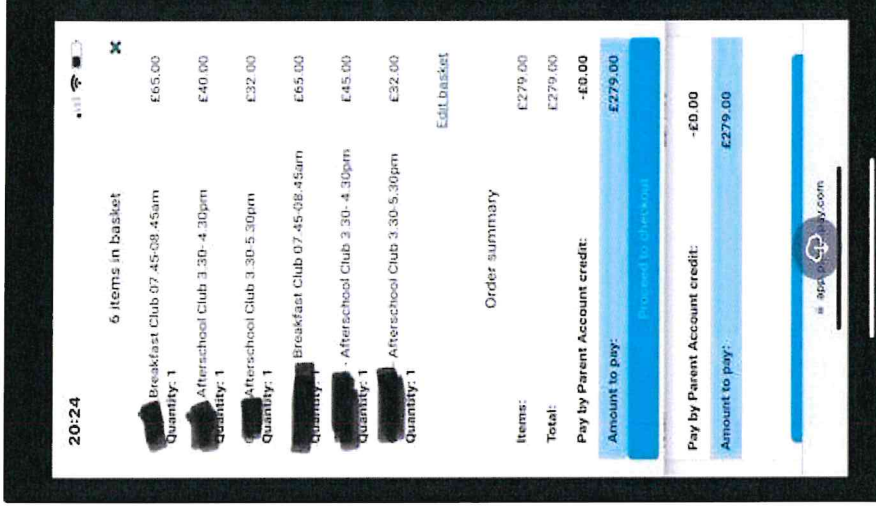 20:24
6 items in basket
Breakfast Club 07.45-08.45am £65.00
Quantity: 1
Afterschool Club 3.30- 4.30pm £40.00
Quantity: 1
Afterschool Club 3.30-5.30pm £32.00
Quantity: 1
Breakfast Club 07.45-08.45am £65.00
Quantity: 1
- Afterschool Club 3.30- 4.30pm £45.00
Quantity: 1
- Afterschool Club 3.30-5.30pm £32.00
Quantity: 1
Edit basket
Order summary
Items: £279.00
Total: £279.00
Pay by Parent Account credit: -£0.00
Amount to pay: £279.00
Proceed to checkout
Pay by Parent Account credit: -£0.00
Amount to pay: £279.00